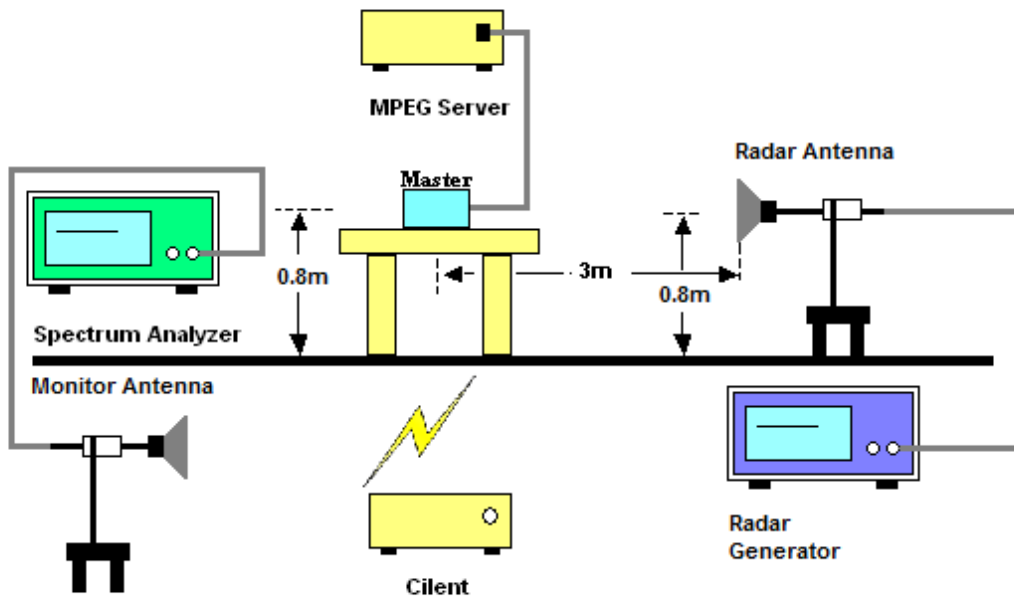 MPEG Server
Radar Antenna
Master
3m
0.8m
0.8m
Spectrum Analyzer
Monitor Antenna
Radar
Generator
Cilent